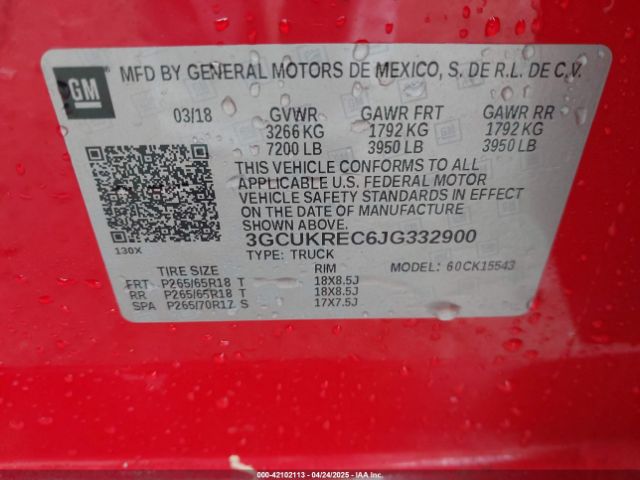 GM
MFD BY GENERAL MOTORS DE MEXICO, S. DE R.L. DE C.V.
03/18 GVWR GAWR FRT GAWR RR
3266 KG 1792 KG 1792 KG
7200 LB 3950 LB 3950 LB
THIS VEHICLE CONFORMS TO ALL
APPLICABLE U.S. FEDERAL MOTOR
VEHICLE SAFETY STANDARDS IN EFFECT
ON THE DATE OF MANUFACTURE
SHOWN ABOVE.
130X
3GCUKREC6JG332900
TYPE: TRUCK MODEL: 60CK15543
TIRE SIZE RIM
FRT P265/65R18 T 18X8.5J
RR P265/65R18 T 18X8.5J
SPA P265/70R17 S 17X7.5J
000-42102113 - 04/24/2025 - IAA Inc.